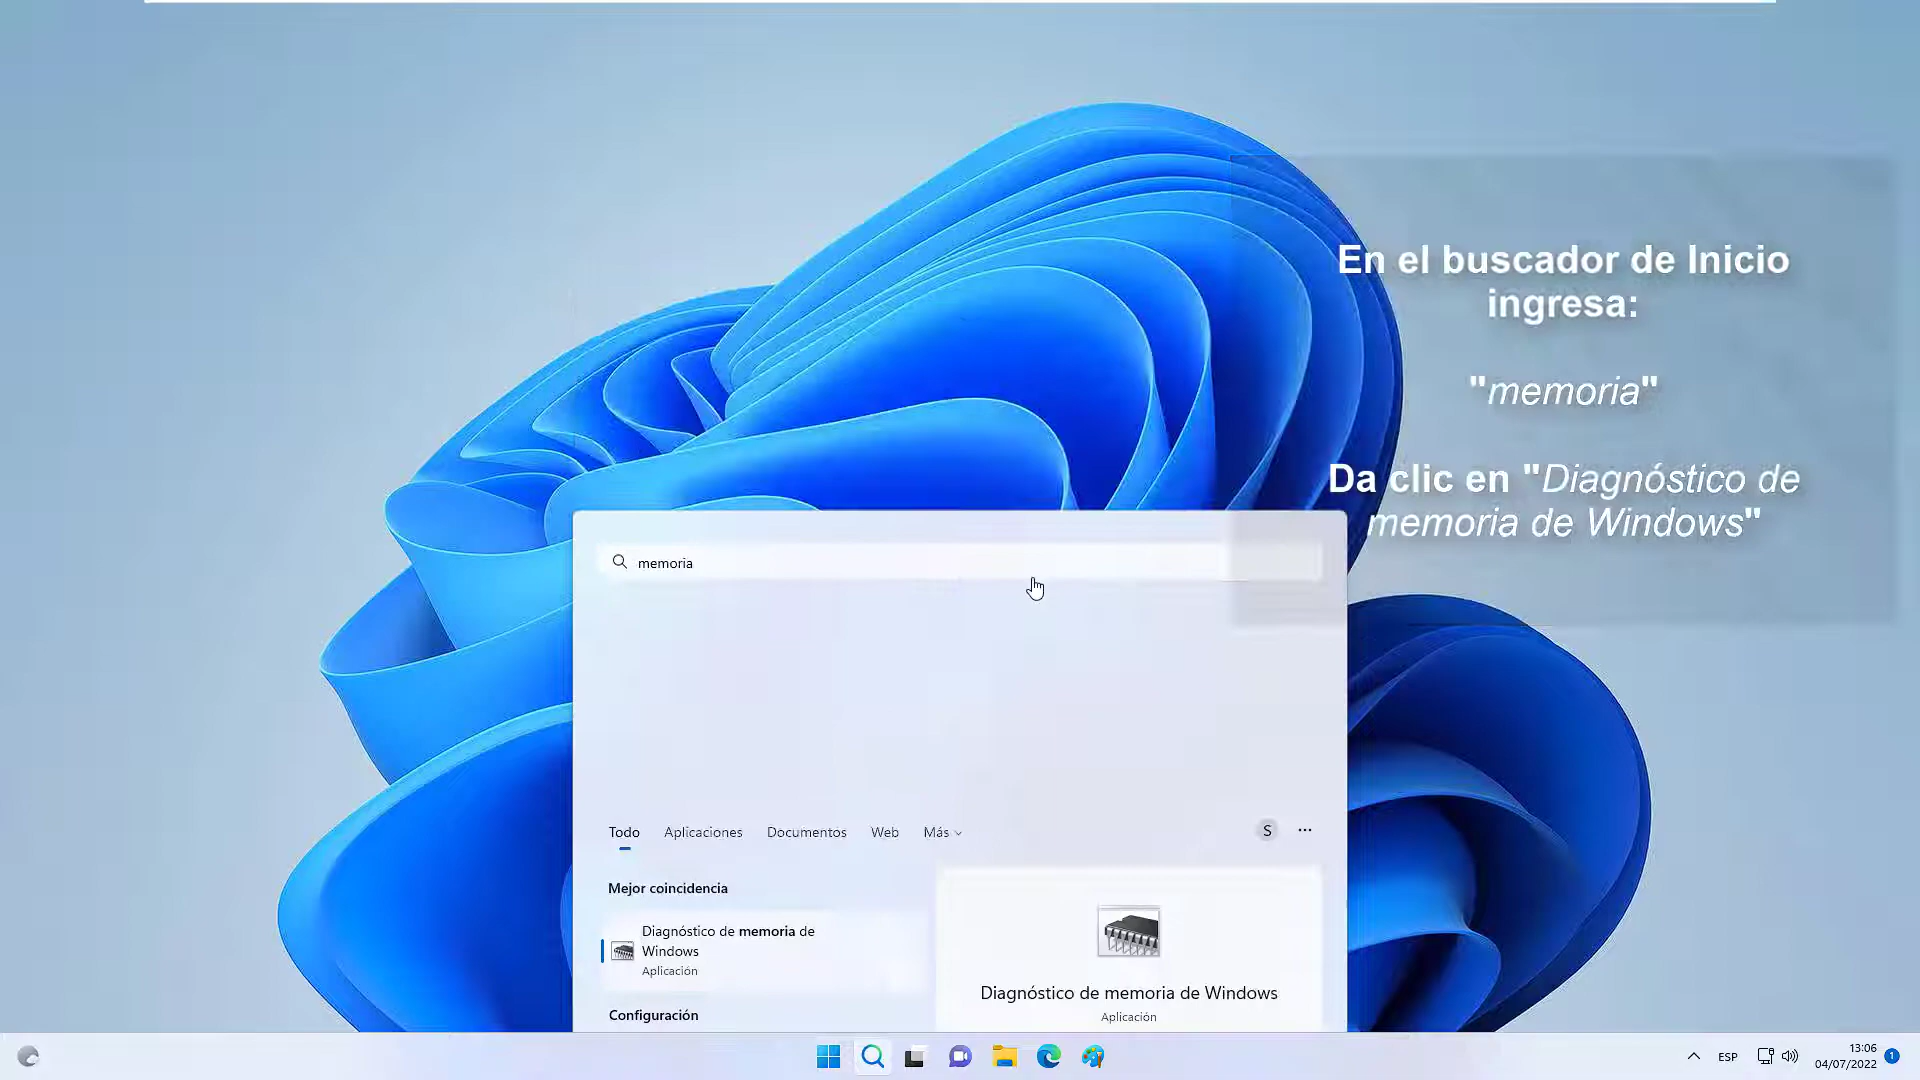 En el buscador de Inicio
ingresa:
"memoria"
Da clic en "Diagnóstico de
memoria de Windows"
memoria
Todo Aplicaciones Documentos Web Más
S ...
Mejor coincidencia
Diagnóstico de memoria de
Windows
Aplicación
Configuración
Diagnóstico de memoria de Windows
Aplicación
ESP
13:06
04/07/2022
1